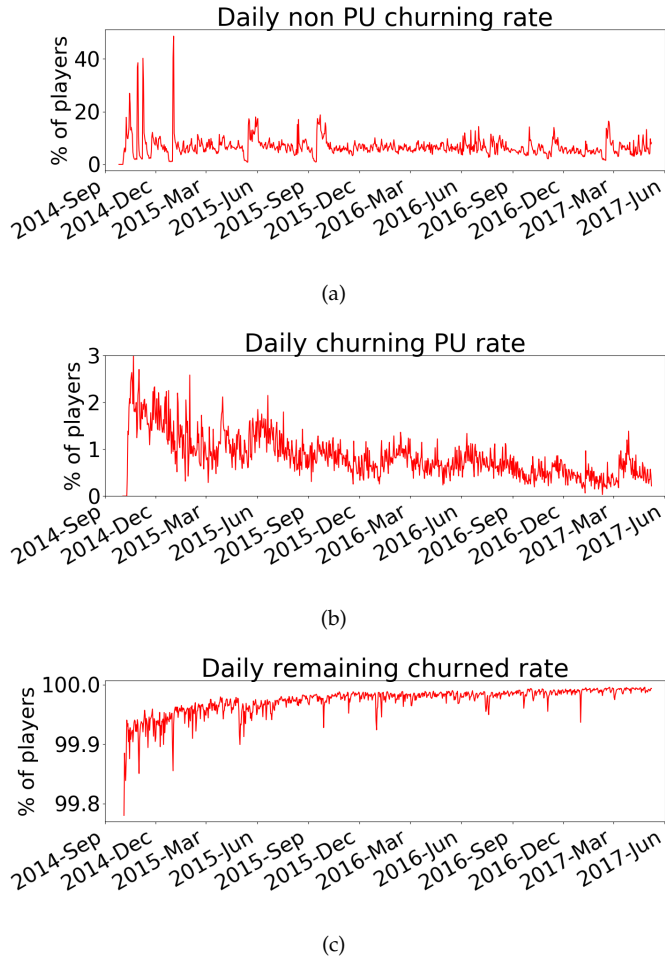 Daily non PU churning rate
% of players
40
20
0
2014-Sep
2014-Dec
2015-Mar
2015-Jun
2015-Sep
2015-Dec
2016-Mar
2016-Jun
2016-Sep
2016-Dec
2017-Mar
2017-Jun
(a)
Daily churning PU rate
% of players
3
2
1
0
2014-Sep
2014-Dec
2015-Mar
2015-Jun
2015-Sep
2015-Dec
2016-Mar
2016-Jun
2016-Sep
2016-Dec
2017-Mar
2017-Jun
(b)
Daily remaining churned rate
% of players
100.0
99.9
99.8
2014-Sep
2014-Dec
2015-Mar
2015-Jun
2015-Sep
2015-Dec
2016-Mar
2016-Jun
2016-Sep
2016-Dec
2017-Mar
2017-Jun
(c)